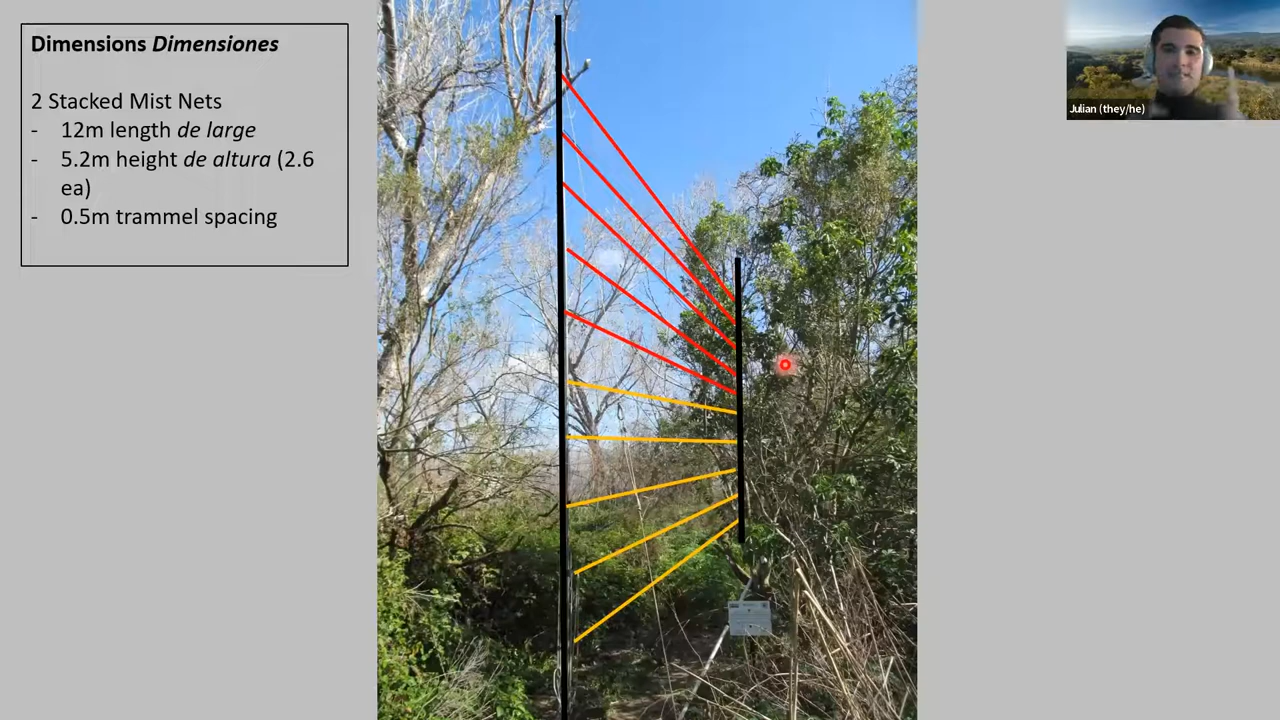 Dimensions Dimensiones
2 Stacked Mist Nets
- 12m length de large
- 5.2m height de altura (2.6
ea)
- 0.5m trammel spacing
Julian (they/he)